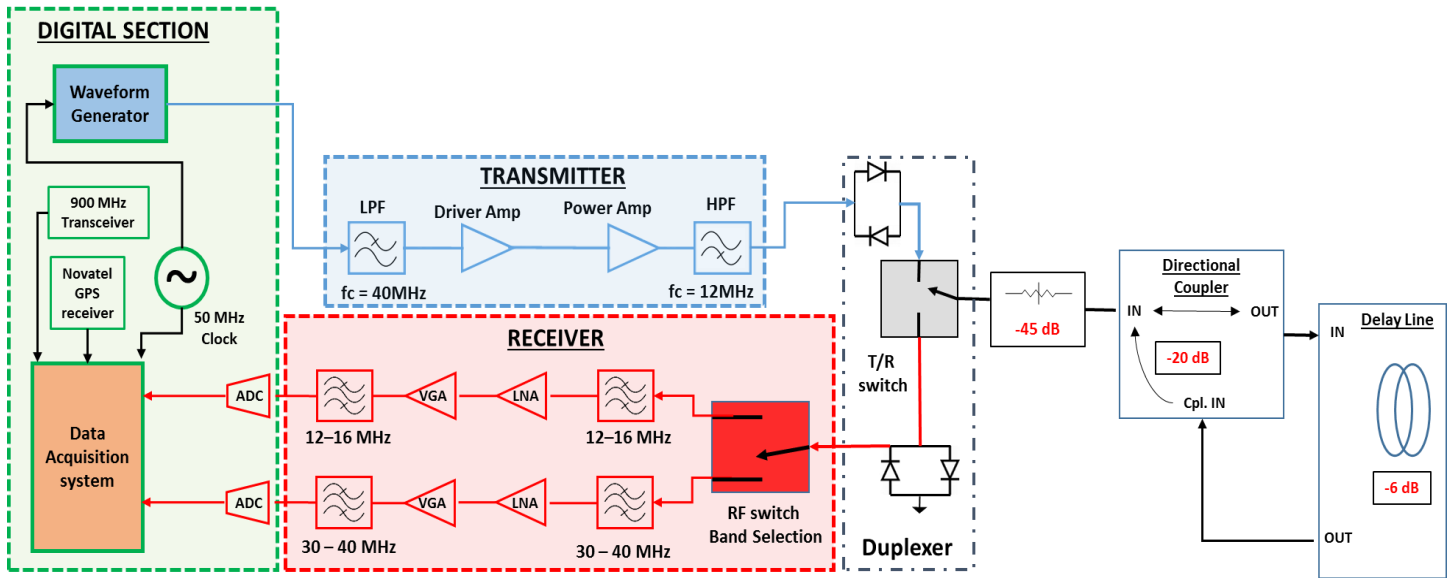 DIGITAL SECTION
Waveform
Generator
900 MHz
Transceiver
Novatel
GPS
receiver
50 MHz
Clock
Data
Acquisition
system
TRANSMITTER
LPF
Driver Amp
Power Amp
HPF
fc = 40MHz
fc = 12MHz
RECEIVER
ADC
VGA
LNA
12–16 MHz
12–16 MHz
ADC
VGA
LNA
30 – 40 MHz
30 – 40 MHz
RF switch
Band Selection
T/R
switch
Duplexer
-45 dB
Directional
Coupler
IN
OUT
-20 dB
Cpl. IN
Delay Line
IN
-6 dB
OUT